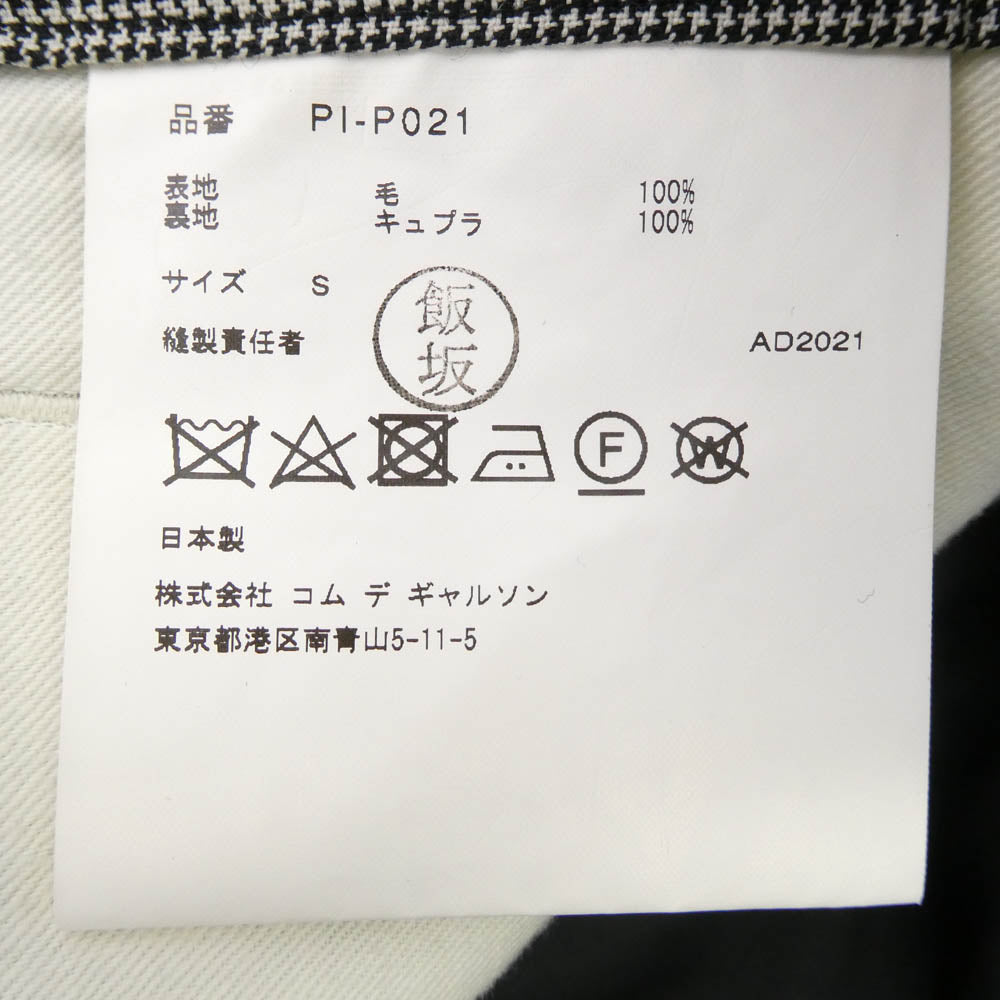 品番 PI-P021
表地 毛 100%
裏地 キュプラ 100%
サイズ S
飯坂
縫製責任者 AD2021
F W
日本製
株式会社 コム デ ギャルソン
東京都港区南青山5-11-5